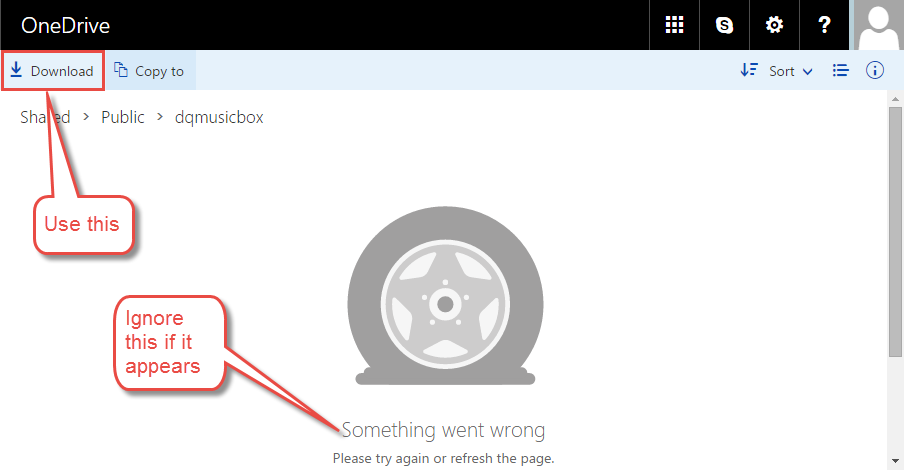 OneDrive
Download
Copy to
Sort
Shared > Public > dqmusicbox
Use this
Ignore
this if it
appears
Something went wrong
Please try again or refresh the page.